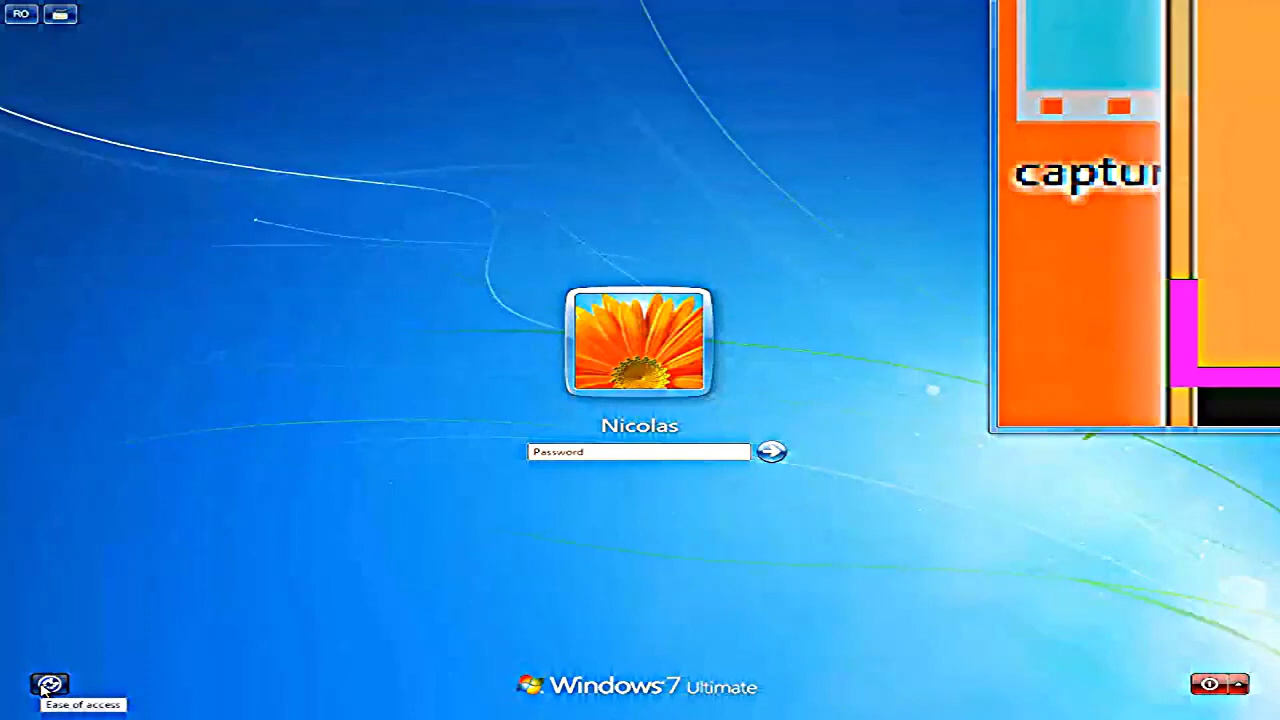 RO
captur
Nicolas
Password
Windows 7 Ultimate
Ease of access